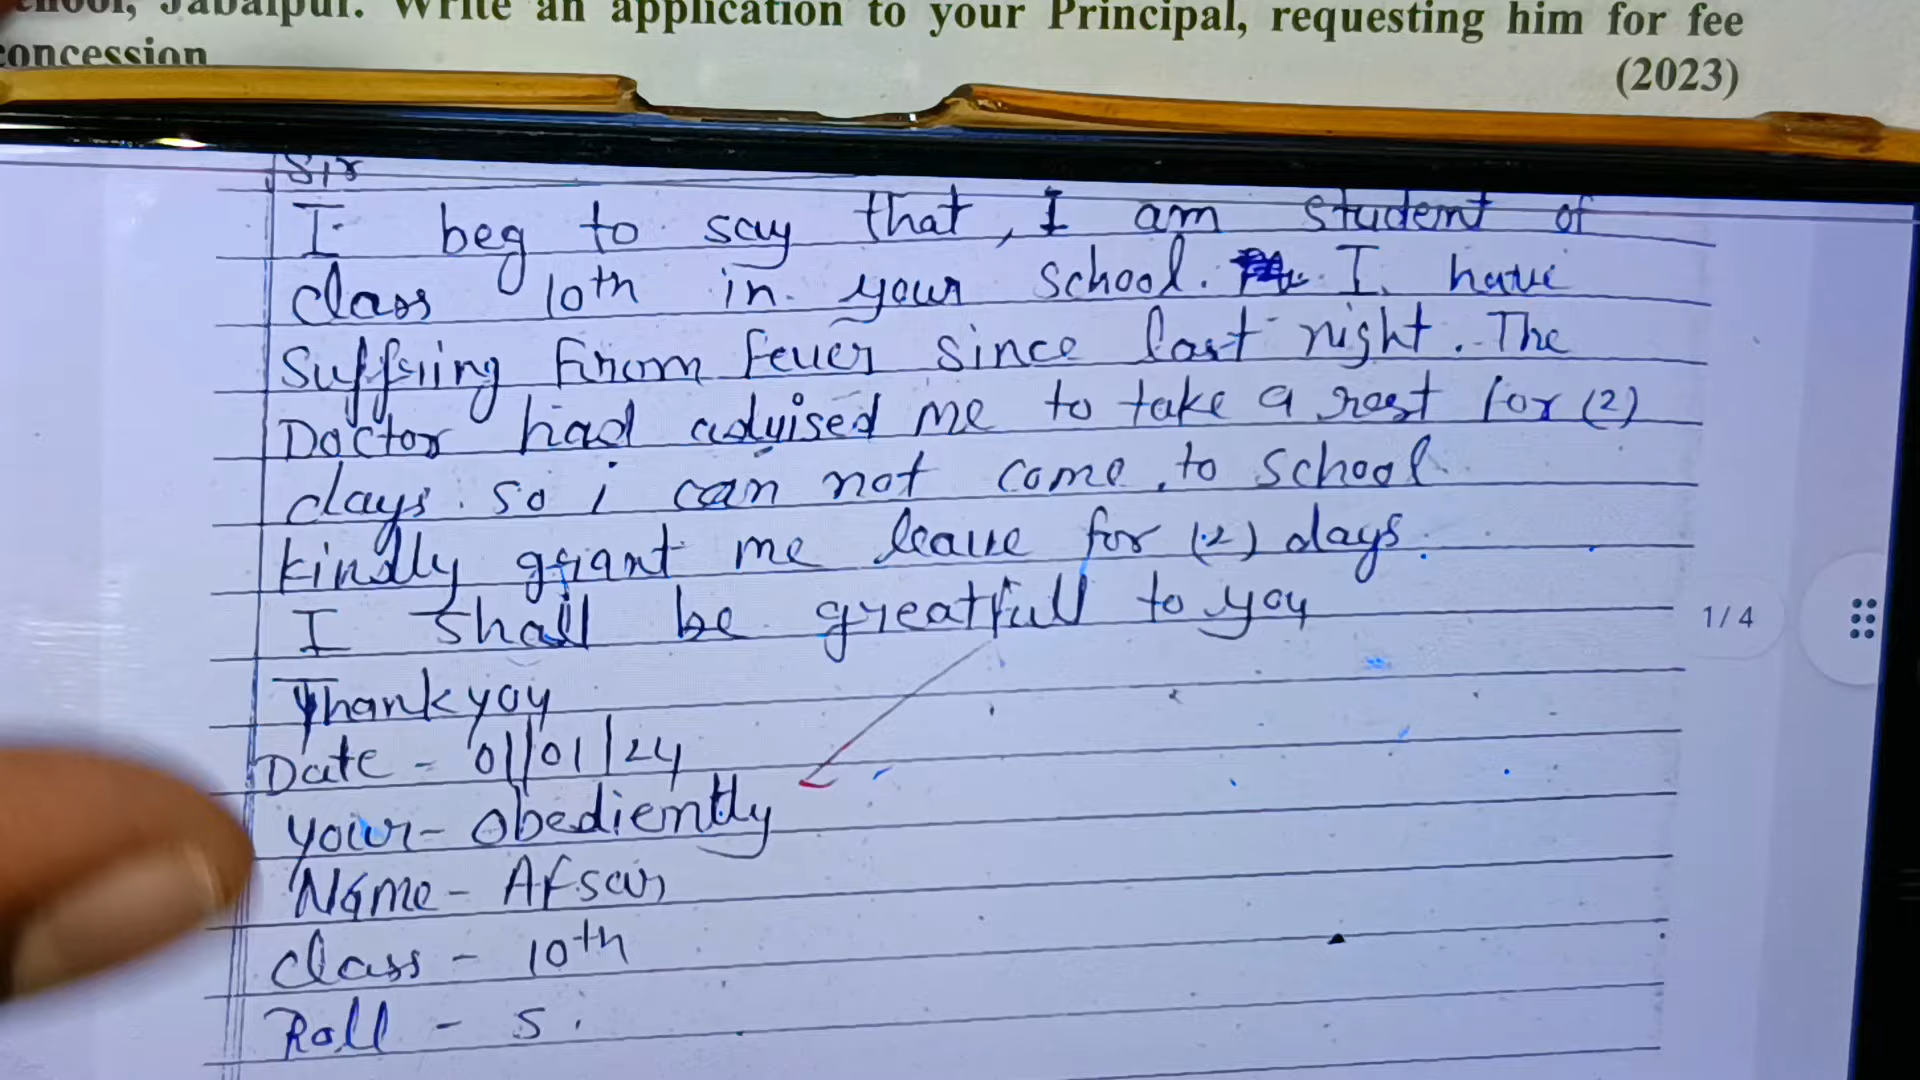 School, Jabalpur. Write an application to your Principal, requesting him for fee
concession
(2023)
Sir
I beg to say that, I am student of
class 10th in your school. I have
suffring from fever since last night. The
Doctor had advised me to take a rest for (2)
days. so i can not come to school
kindly grant me leave for (2) days.
I shall be greatfull to you
Thank you
Date - 01/01/24
your - obediently
Name - Afsar
class - 10th
Roll - 5.
1/4